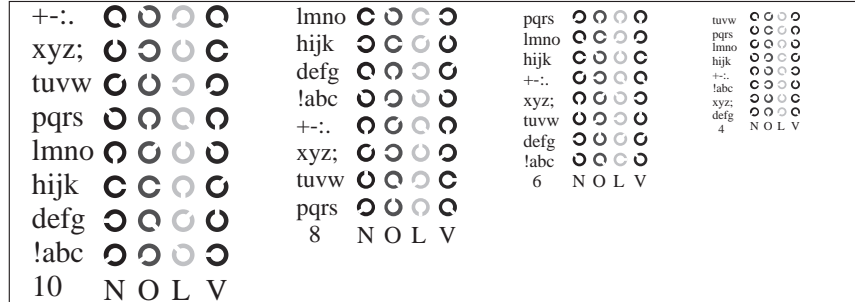 +-:.
xyz;
tuvw
pqrs
lmno
hijk
defg
!abc
10 N O L V
lmno
hijk
defg
!abc
+-:.
xyz;
tuvw
pqrs
8 N O L V
pqrs
lmno
hijk
+-:.
xyz;
tuvw
defg
!abc
6 N O L V
tuvw
pqrs
lmno
hijk
+-:.
!abc
xyz;
defg
4 N O L V